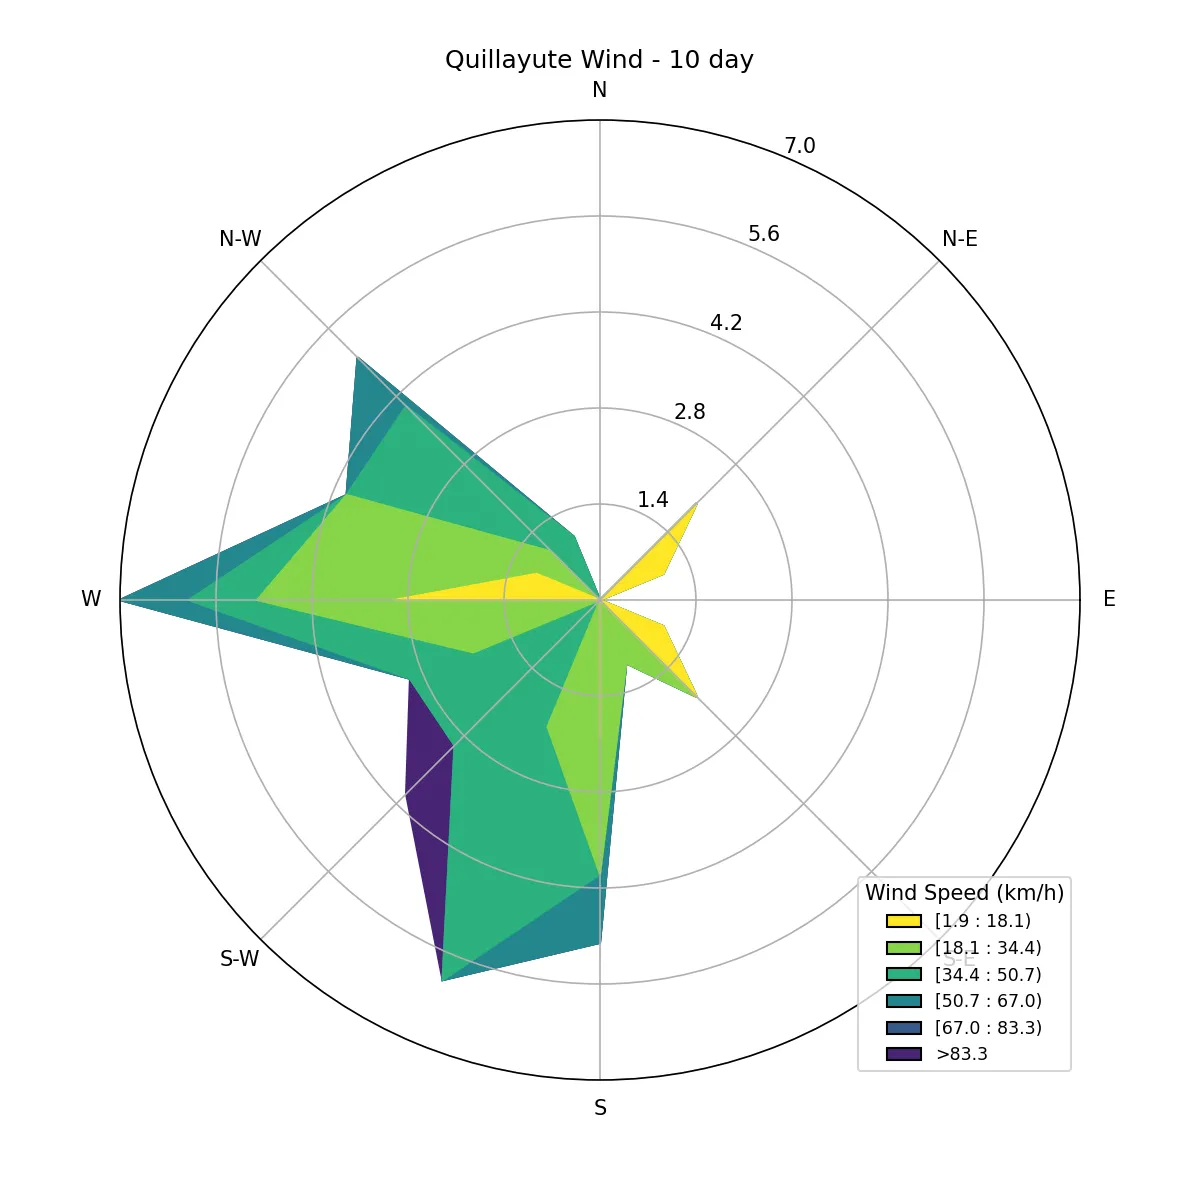 Quillayute Wind - 10 day
N
7.0
5.6
N-W
N-E
4.2
2.8
1.4
W
E
Wind Speed (km/h)
[1.9 : 18.1)
[18.1 : 34.4)
S-W
S-E
[34.4 : 50.7)
[50.7 : 67.0)
[67.0 : 83.3)
>83.3
S